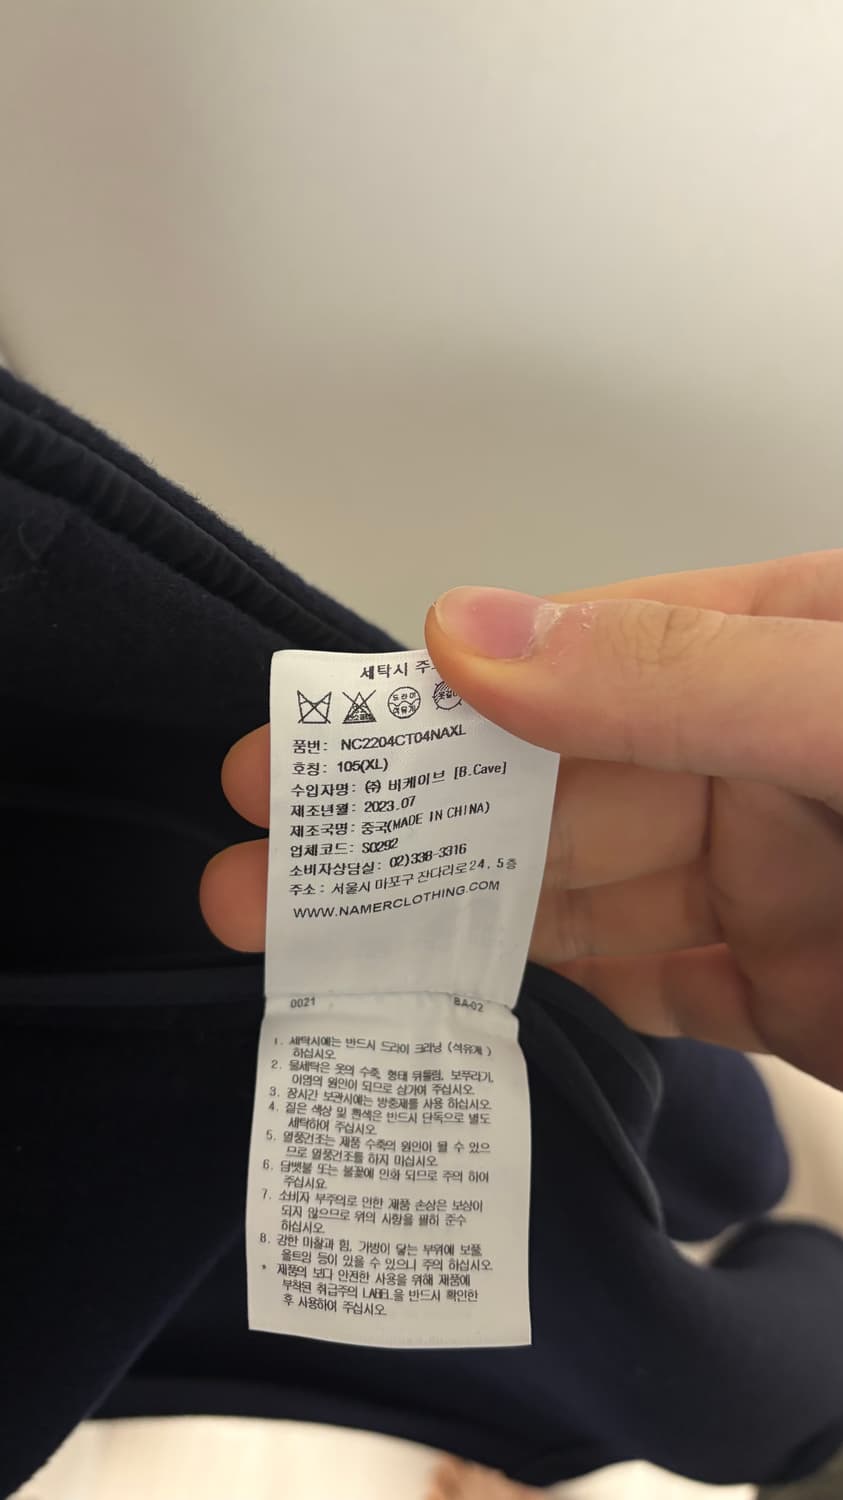 세탁시 주
드라이
석유계
품번: NC2204CT04NAXL
호칭: 105(XL)
수입자명: ㈜ 비케이브 [B.Cave]
제조년월: 2023.07
제조국명: 중국(MADE IN CHINA)
업체코드: S0292
소비자상담실: 02)338-3316
주소: 서울시 마포구 잔다리로24, 5층
WWW.NAMERCLOTHING.COM
0021 BA-02
1. 세탁시에는 반드시 드라이 크리닝 (석유계)
하십시오.
2. 물세탁은 옷의 수축, 형태 뒤틀림, 보푸라기,
이염의 원인이 되므로 삼가여 주십시오.
3. 장시간 보관시에는 방충제를 사용 하십시오.
4. 짙은 색상 및 흰색은 반드시 단독으로 별도
세탁하여 주십시오.
5. 열풍건조는 제품 수축의 원인이 될 수 있으
므로 열풍건조를 하지 마십시오.
6. 담뱃불 또는 불꽃에 인화 되므로 주의 하여
주십시요.
7. 소비자 부주의로 인한 제품 손상은 보상이
되지 않으므로 위의 사항을 필히 준수
하십시오.
8. 강한 마찰과 힘, 가방이 닿는 부위에 보풀,
올트임 등이 있을 수 있으니 주의 하십시오.
* 제품의 보다 안전한 사용을 위해 제품에
부착된 취급주의 LABEL을 반드시 확인한
후 사용하여 주십시오.